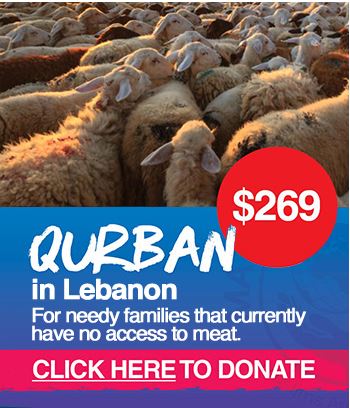 $269
QURBAN
in Lebanon
For needy families that currently
have no access to meat.
CLICK HERE TO DONATE